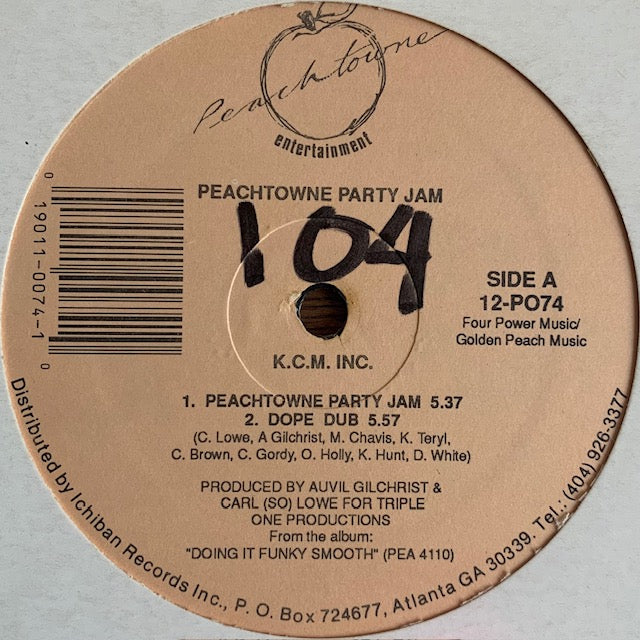 Peachtowne
entertainment
PEACHTOWNE PARTY JAM
104
0 19011-0074-1 0
SIDE A
12-PO74
Four Power Music/
Golden Peach Music
K.C.M. INC.
1. PEACHTOWNE PARTY JAM 5.37
2. DOPE DUB 5.57
(C. Lowe, A Gilchrist, M. Chavis, K. Teryl,
C. Brown, C. Gordy, O. Holly, K. Hunt, D. White)
PRODUCED BY AUVIL GILCHRIST &
CARL (SO) LOWE FOR TRIPLE
ONE PRODUCTIONS
From the album:
"DOING IT FUNKY SMOOTH" (PEA 4110)
Distributed by Ichiban Records Inc., P. O. Box 724677, Atlanta GA 30339. Tel.: (404) 926-3377